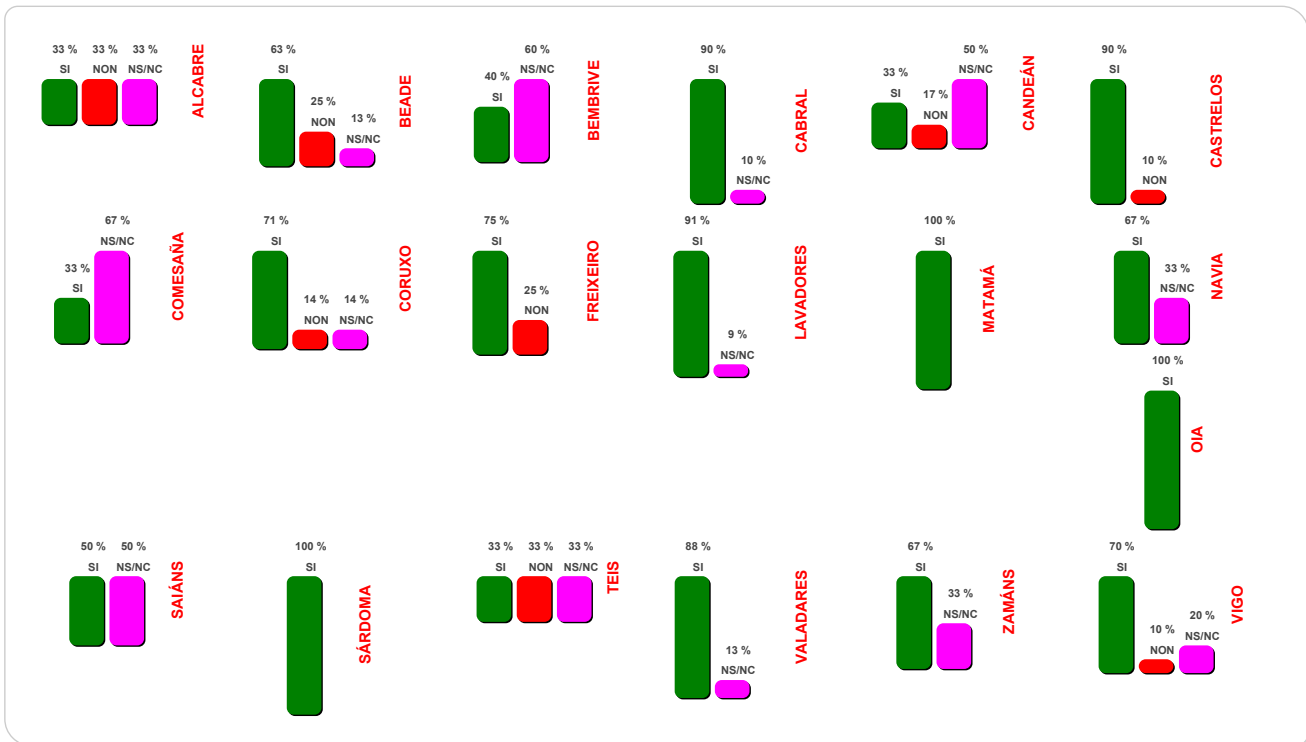 33 % 33 % 33 %
SI NON NS/NC
ALCABRE
63 %
SI
25 %
NON
13 %
NS/NC
BEADE
60 %
NS/NC
40 %
SI
BEMBRIVE
90 %
SI
10 %
NS/NC
CABRAL
50 %
NS/NC
33 %
SI
17 %
NON
CANDEÁN
90 %
SI
10 %
NON
CASTRELOS
67 %
NS/NC
33 %
SI
COMESAÑA
71 %
SI
14 % 14 %
NON NS/NC
CORUXO
75 %
SI
25 %
NON
FREIXEIRO
91 %
SI
9 %
NS/NC
LAVADORES
100 %
SI
MATAMÁ
67 %
SI
33 %
NS/NC
NAVIA
100 %
SI
OIA
50 % 50 %
SI NS/NC
SAIÁNS
100 %
SI
SÁRDOMA
33 % 33 % 33 %
SI NON NS/NC
TEIS
88 %
SI
13 %
NS/NC
VALADARES
67 %
SI
33 %
NS/NC
ZAMÁNS
70 %
SI
10 %
NON
20 %
NS/NC
VIGO